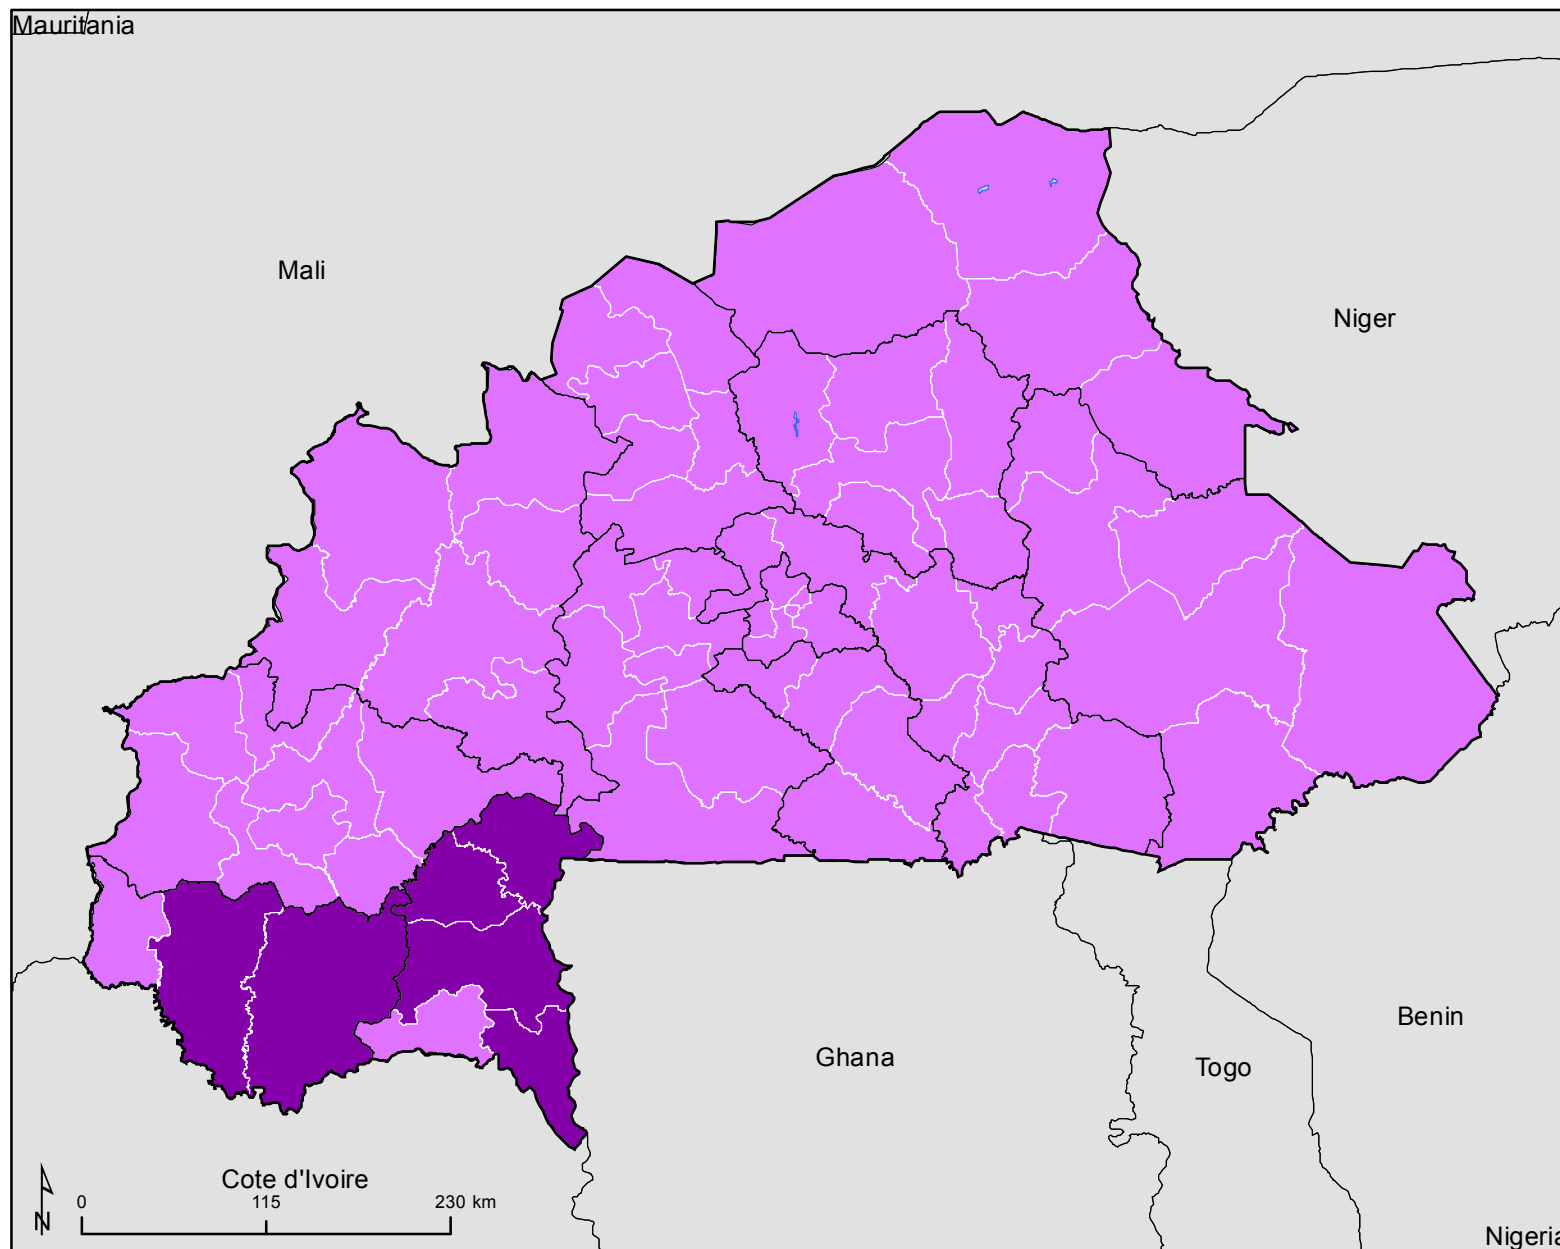 Mauritania
Mali
Niger
Benin
Ghana
Togo
Cote d'Ivoire
0 115 230 km
N
Nigeria